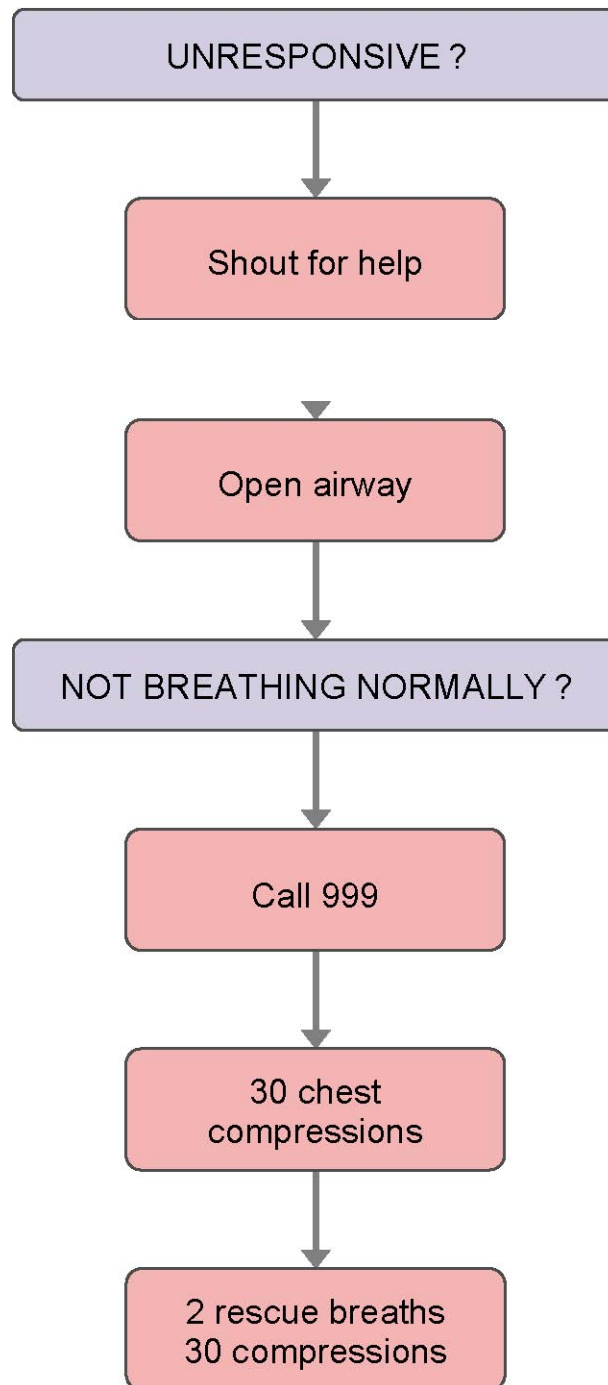 UNRESPONSIVE ?
Shout for help
Open airway
NOT BREATHING NORMALLY ?
Call 999
30 chest
compressions
2 rescue breaths
30 compressions